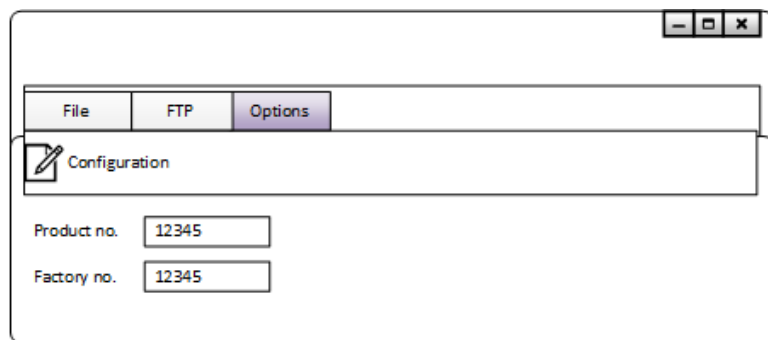 File FTP Options
Configuration
Product no. 12345
Factory no. 12345